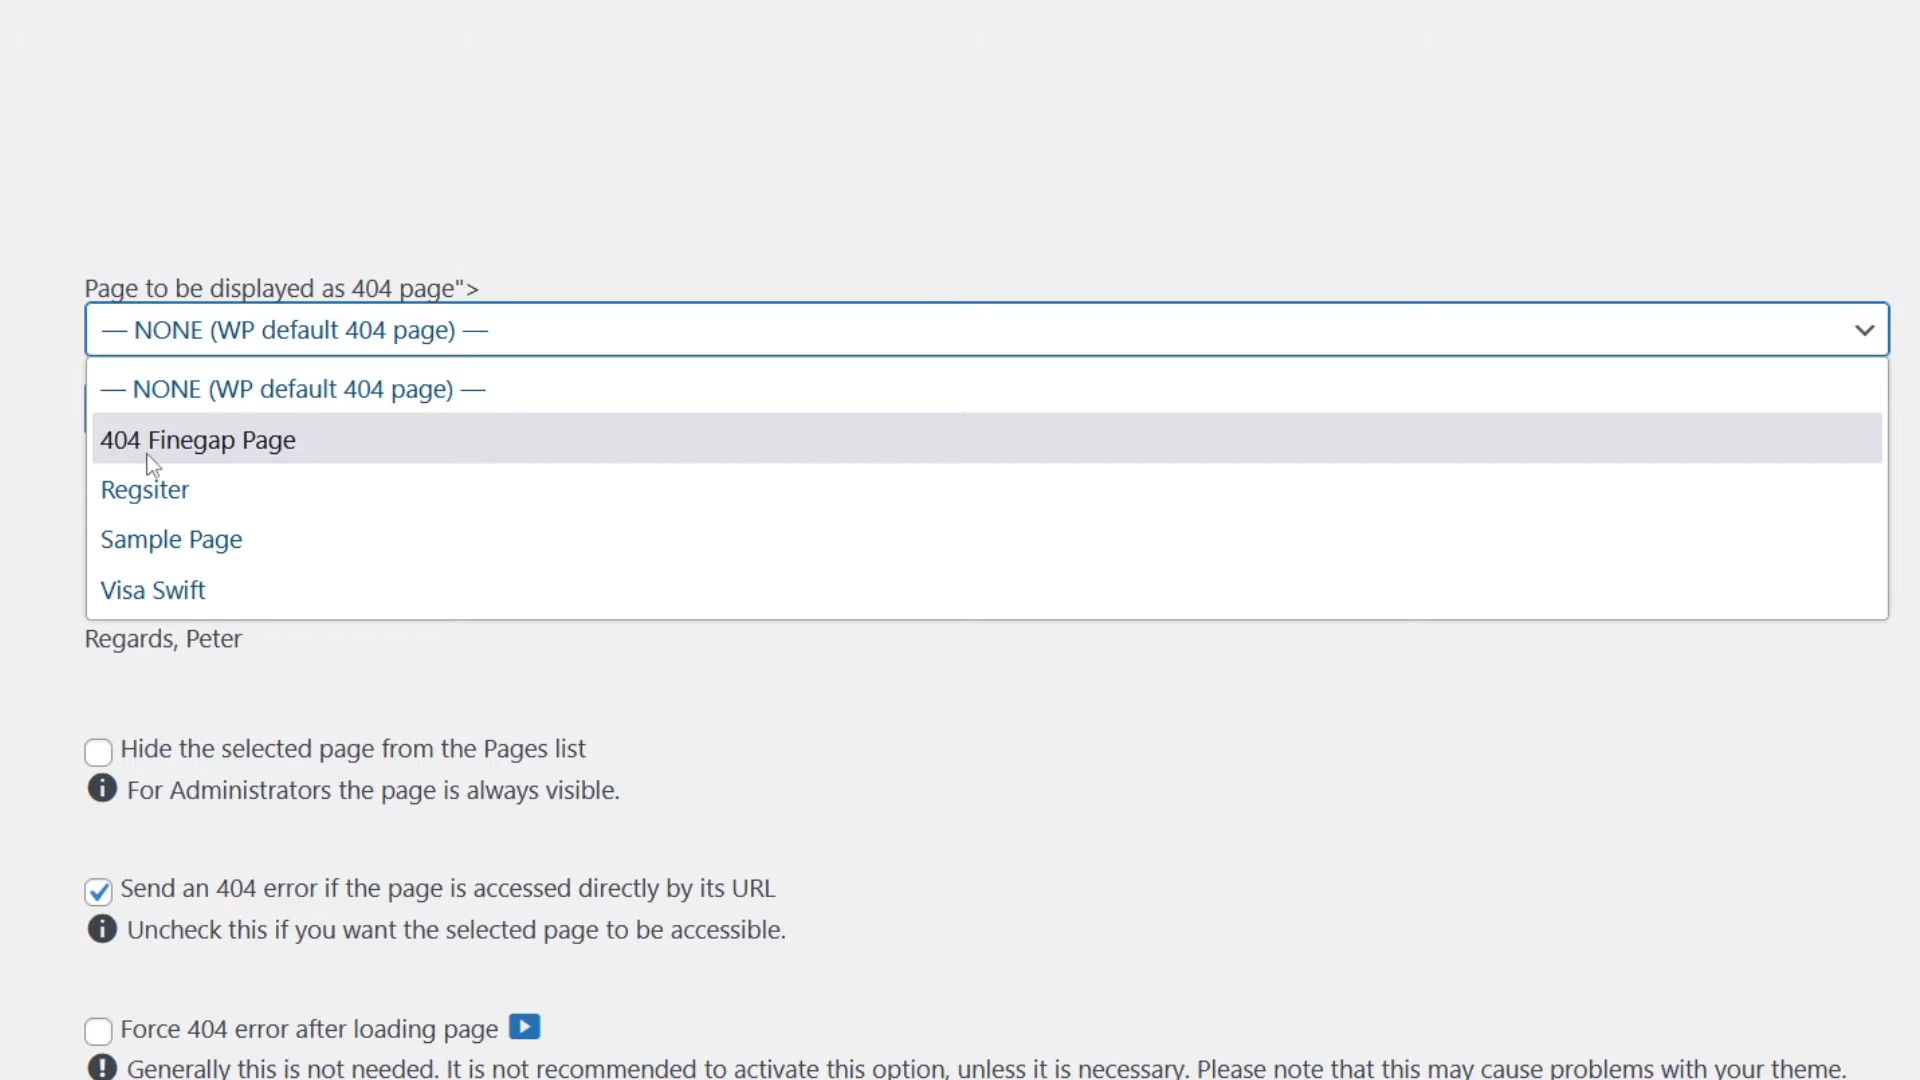 Page to be displayed as 404 page">
— NONE (WP default 404 page) —
— NONE (WP default 404 page) —
404 Finegap Page
Regsiter
Sample Page
Visa Swift
Regards, Peter
Hide the selected page from the Pages list
For Administrators the page is always visible.
Send an 404 error if the page is accessed directly by its URL
Uncheck this if you want the selected page to be accessible.
Force 404 error after loading page
Generally this is not needed. It is not recommended to activate this option, unless it is necessary. Please note that this may cause problems with your theme.